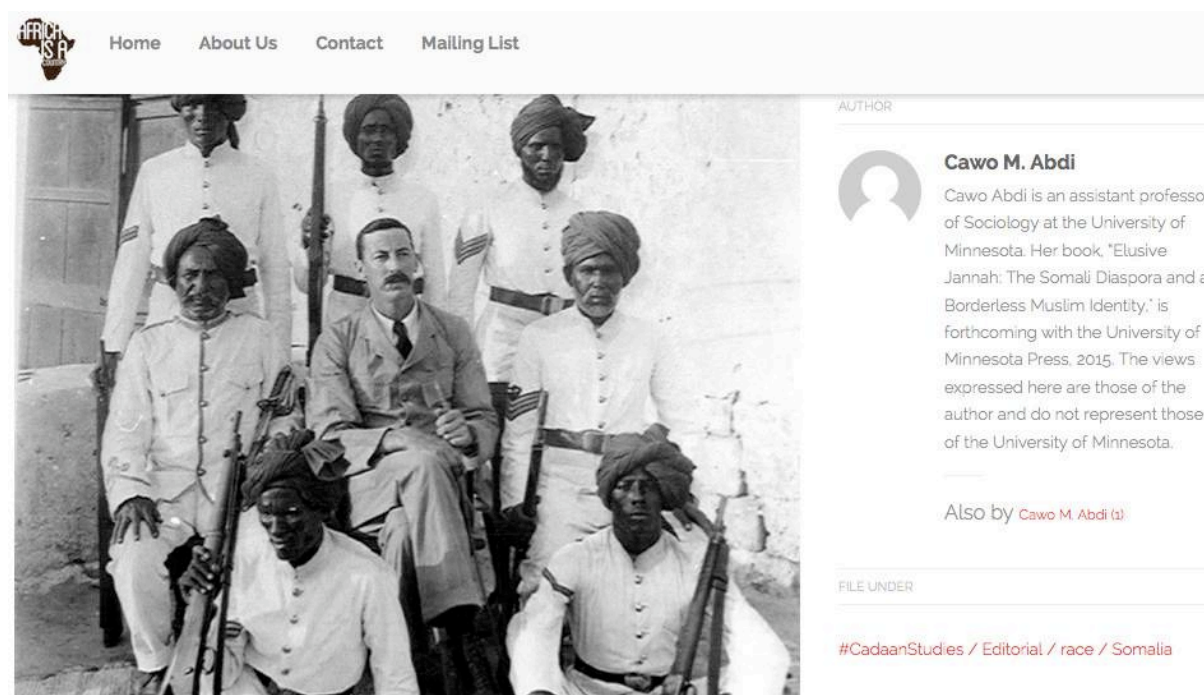 AFRICA
IS A
COUNTRY
Home About Us Contact Mailing List
AUTHOR
Cawo M. Abdi
Cawo Abdi is an assistant professo
of Sociology at the University of
Minnesota. Her book, "Elusive
Jannah: The Somali Diaspora and a
Borderless Muslim Identity," is
forthcoming with the University of
Minnesota Press, 2015. The views
expressed here are those of the
author and do not represent those
of the University of Minnesota.
Also by Cawo M. Abdi (1)
FILE UNDER
#CadaanStudies / Editorial / race / Somalia